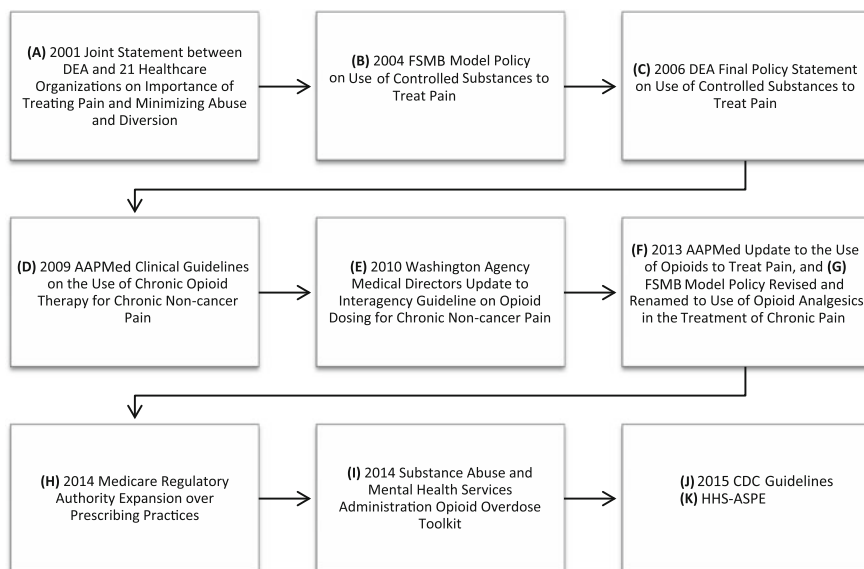 (A) 2001 Joint Statement between
DEA and 21 Healthcare
Organizations on Importance of
Treating Pain and Minimizing Abuse
and Diversion
(B) 2004 FSMB Model Policy
on Use of Controlled Substances to
Treat Pain
(C) 2006 DEA Final Policy Statement
on Use of Controlled Substances to
Treat Pain
(D) 2009 AAPMed Clinical Guidelines
on the Use of Chronic Opioid
Therapy for Chronic Non-cancer
Pain
(E) 2010 Washington Agency
Medical Directors Update to
Interagency Guideline on Opioid
Dosing for Chronic Non-cancer Pain
(F) 2013 AAPMed Update to the Use
of Opioids to Treat Pain, and (G)
FSMB Model Policy Revised and
Renamed to Use of Opioid Analgesics
in the Treatment of Chronic Pain
(H) 2014 Medicare Regulatory
Authority Expansion over
Prescribing Practices
(I) 2014 Substance Abuse and
Mental Health Services
Administration Opioid Overdose
Toolkit
(J) 2015 CDC Guidelines
(K) HHS-ASPE